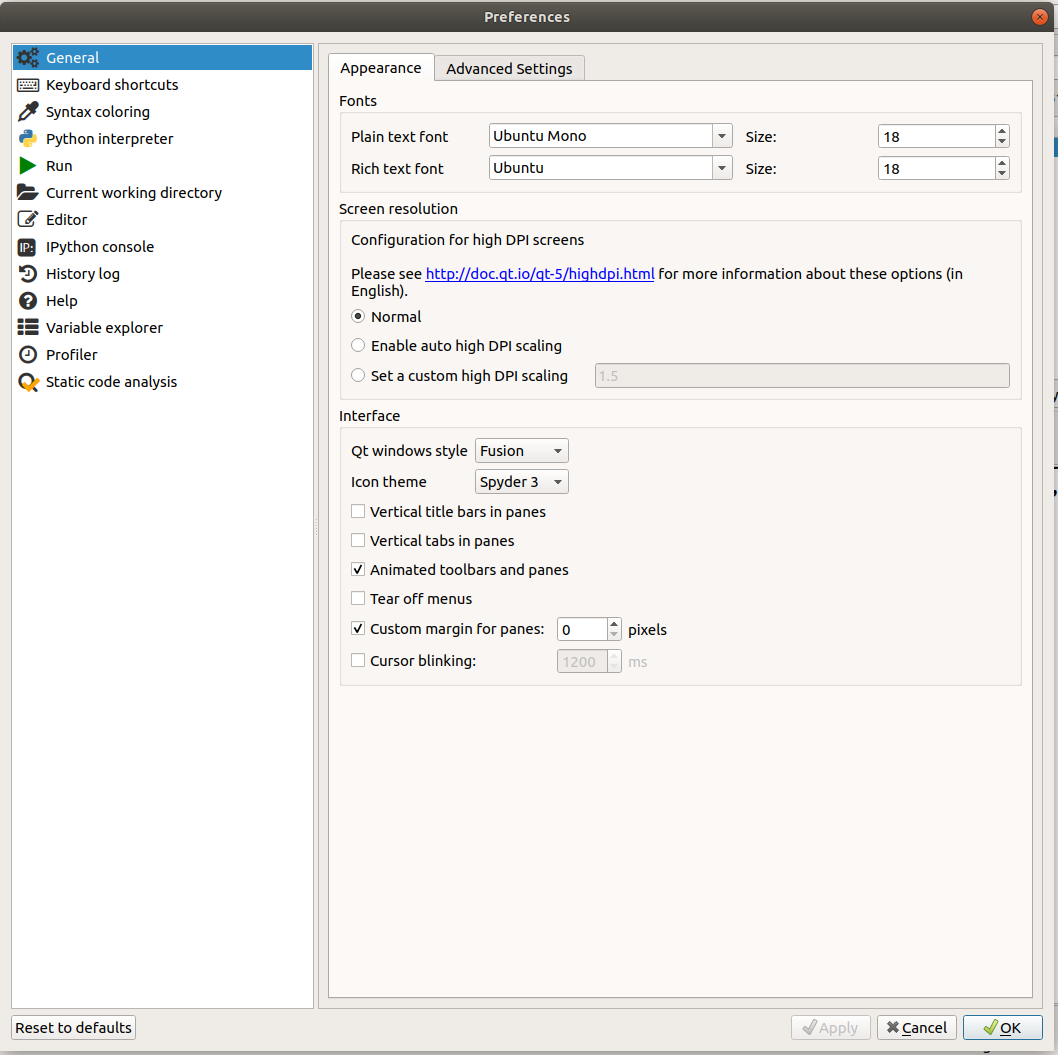 Preferences
General
Keyboard shortcuts
Syntax coloring
Python interpreter
Run
Current working directory
Editor
IP: IPython console
History log
Help
Variable explorer
Profiler
Static code analysis
Appearance
Advanced Settings
Fonts
Plain text font Ubuntu Mono Size: 18
Rich text font Ubuntu Size: 18
Screen resolution
Configuration for high DPI screens
Please see http://doc.qt.io/qt-5/highdpi.html for more information about these options (in
English).
Normal
Enable auto high DPI scaling
Set a custom high DPI scaling 1.5
Interface
Qt windows style Fusion
Icon theme Spyder 3
Vertical title bars in panes
Vertical tabs in panes
Animated toolbars and panes
Tear off menus
Custom margin for panes: 0 pixels
Cursor blinking: 1200 ms
Reset to defaults
Apply
Cancel
OK